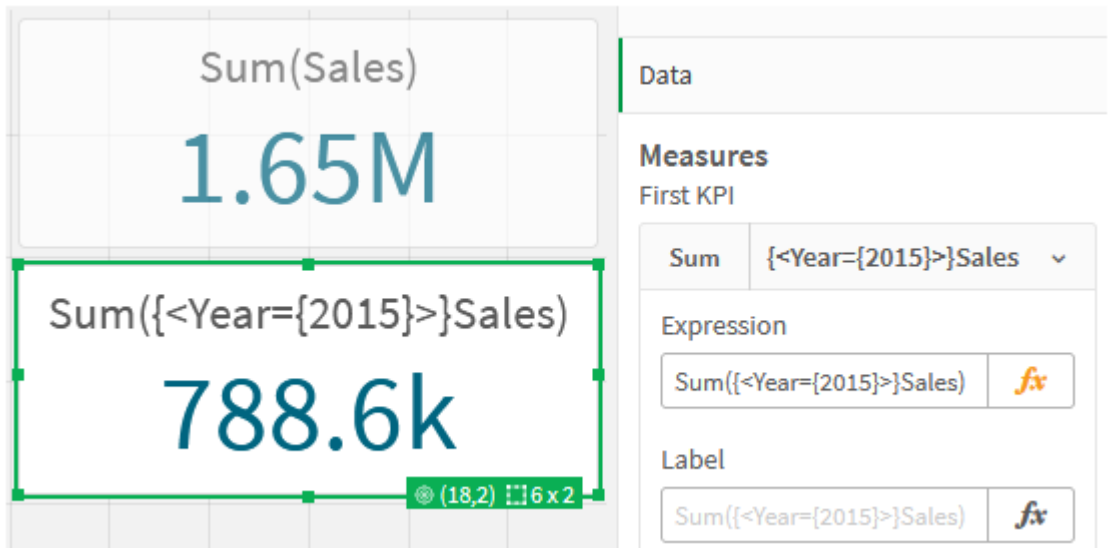 Sum(Sales)
1.65M
Sum({<Year={2015}>}Sales)
788.6k
(18,2) 6 x 2
Data
Measures
First KPI
Sum {<Year={2015}>}Sales
Expression
Sum({<Year={2015}>}Sales) fx
Label
Sum({<Year={2015}>}Sales) fx